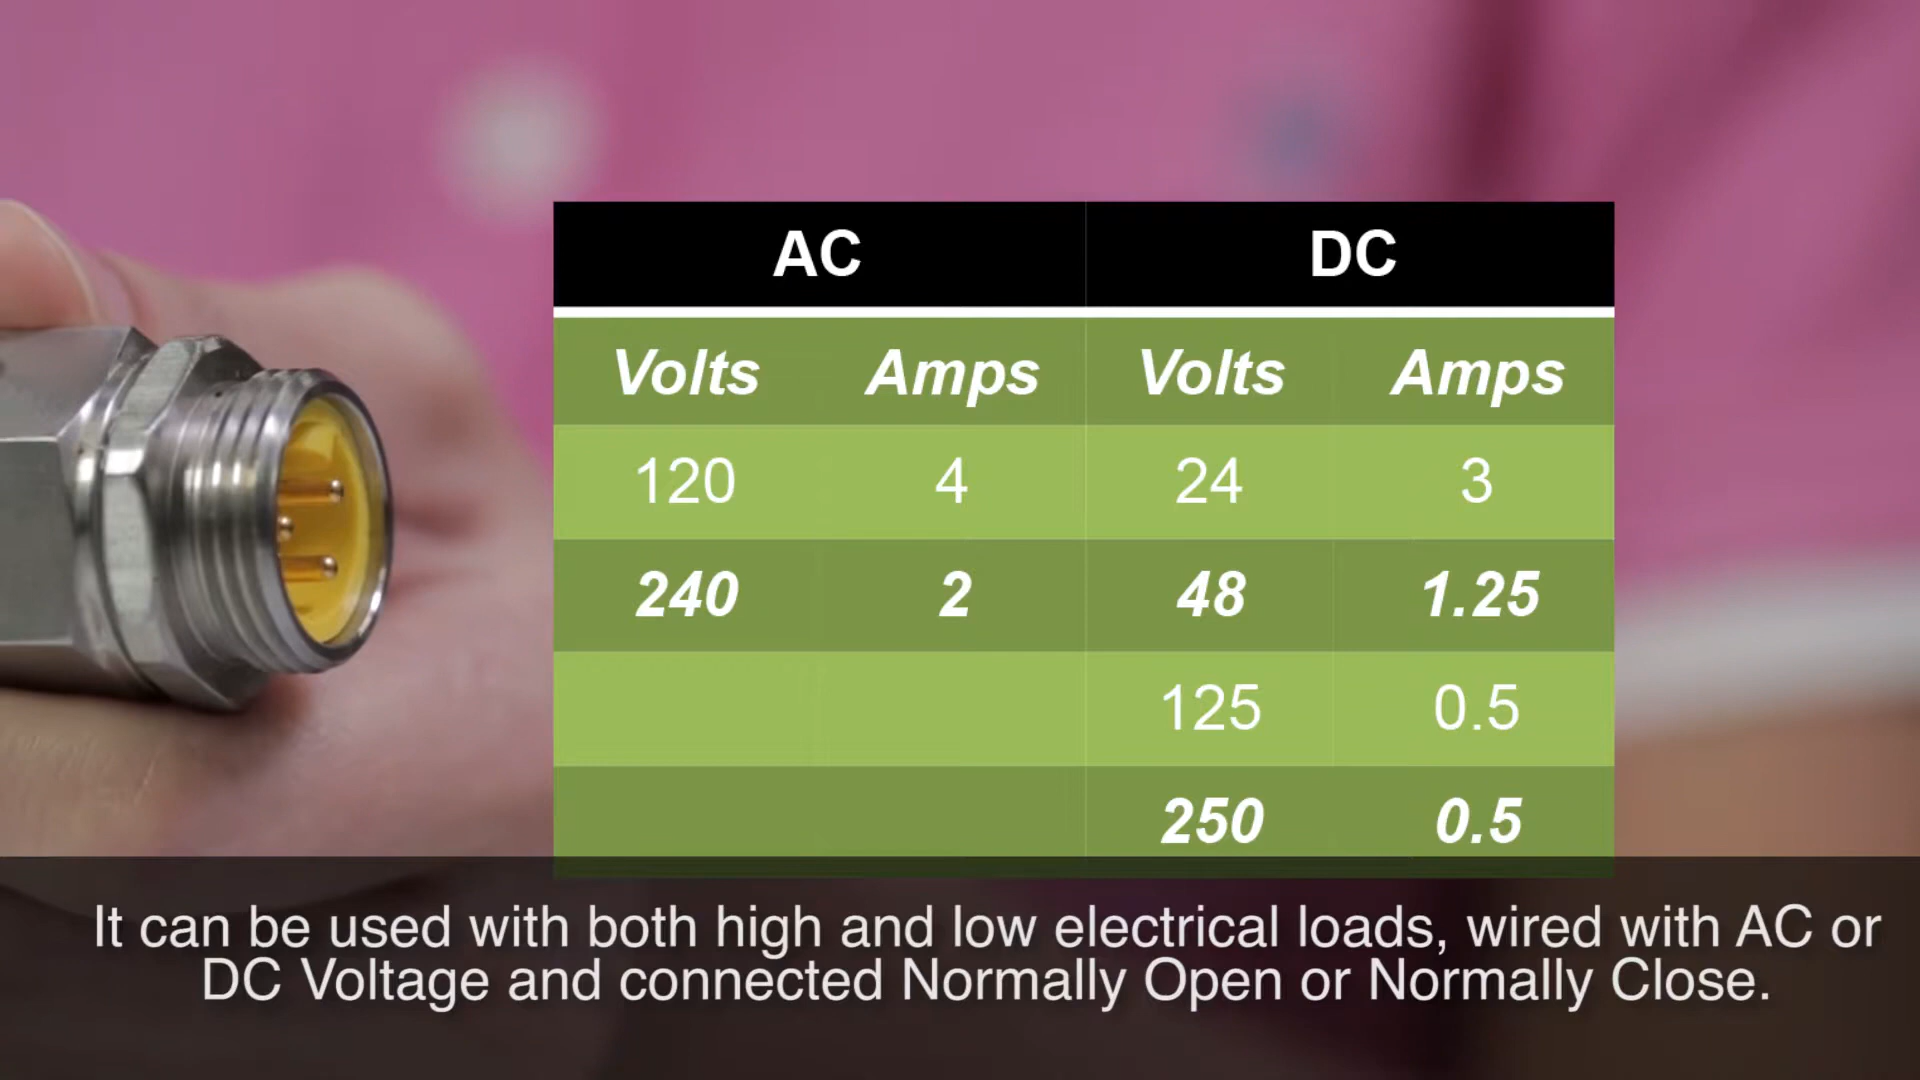 AC DC
Volts Amps Volts Amps
120 4 24 3
240 2 48 1.25
125 0.5
250 0.5
It can be used with both high and low electrical loads, wired with AC or
DC Voltage and connected Normally Open or Normally Close.